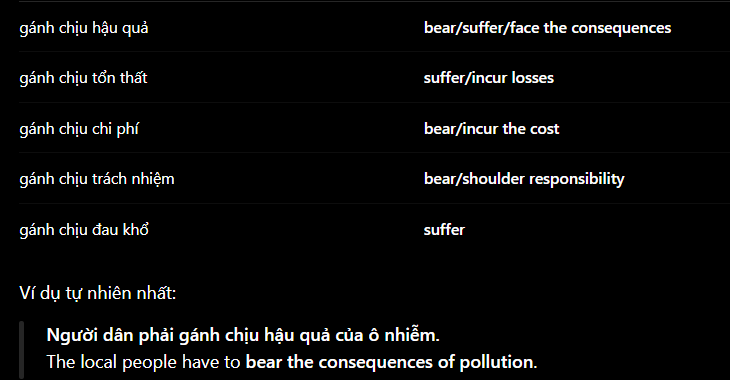 gánh chịu hậu quả bear/suffer/face the consequences
gánh chịu tổn thất suffer/incur losses
gánh chịu chi phí bear/incur the cost
gánh chịu trách nhiệm bear/shoulder responsibility
gánh chịu đau khổ suffer
Ví dụ tự nhiên nhất:
Người dân phải gánh chịu hậu quả của ô nhiễm.
The local people have to bear the consequences of pollution.